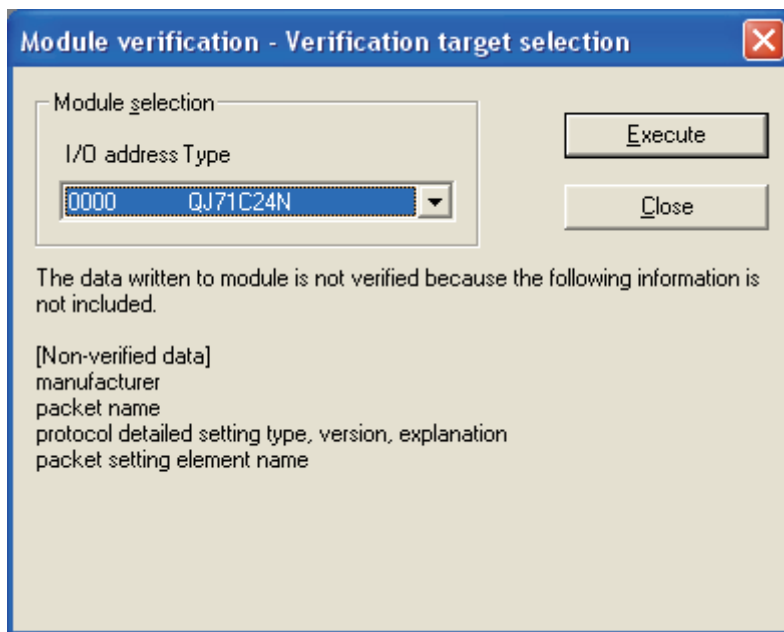 Module verification - Verification target selection
Module selection
I/O address Type
0000 QJ71C24N
Execute
Close
The data written to module is not verified because the following information is
not included.
[Non-verified data]
manufacturer
packet name
protocol detailed setting type, version, explanation
packet setting element name